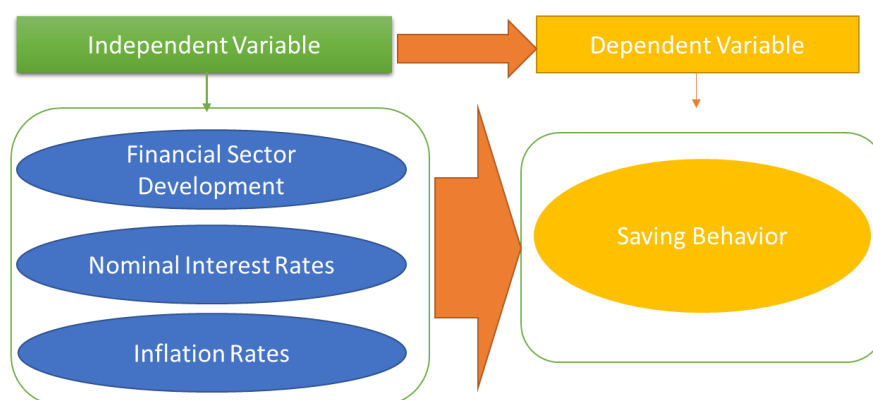 Independent Variable
Dependent Variable
Financial Sector
Development
Nominal Interest Rates
Inflation Rates
Saving Behavior